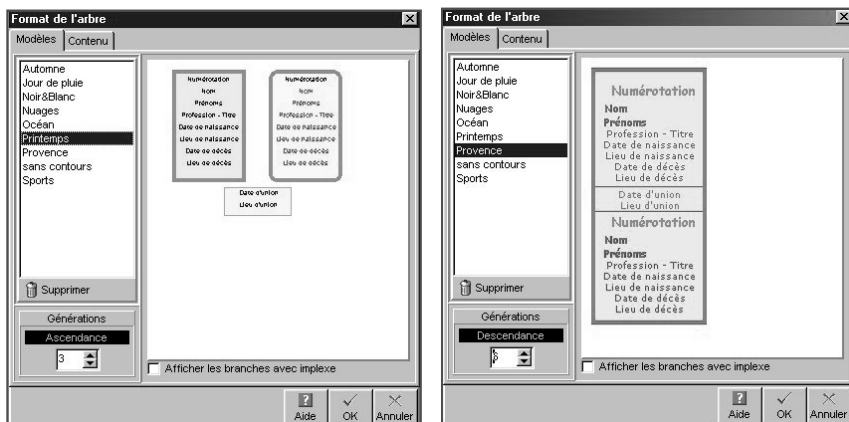 Format de l'arbre
Modèles
Contenu
Automne
Jour de pluie
Noir&Blanc
Nuages
Océan
Printemps
Provence
sans contours
Sports
Supprimer
Générations
Ascendance
3
Numérotation
Nom
Prénoms
Profession - Titre
Date de naissance
Lieu de naissance
Date de décès
Lieu de décès
Numérotation
Nom
Prénoms
Profession - Titre
Date de naissance
Lieu de naissance
Date de décès
Lieu de décès
Date d'union
Lieu d'union
Afficher les branches avec implexe
Aide
OK
Annuler
Format de l'arbre
Modèles
Contenu
Automne
Jour de pluie
Noir&Blanc
Nuages
Océan
Printemps
Provence
sans contours
Sports
Supprimer
Générations
Descendance
6
Numérotation
Nom
Prénoms
Profession - Titre
Date de naissance
Lieu de naissance
Date de décès
Lieu de décès
Date d'union
Lieu d'union
Numérotation
Nom
Prénoms
Profession - Titre
Date de naissance
Lieu de naissance
Date de décès
Lieu de décès
Afficher les branches avec implexe
Aide
OK
Annuler